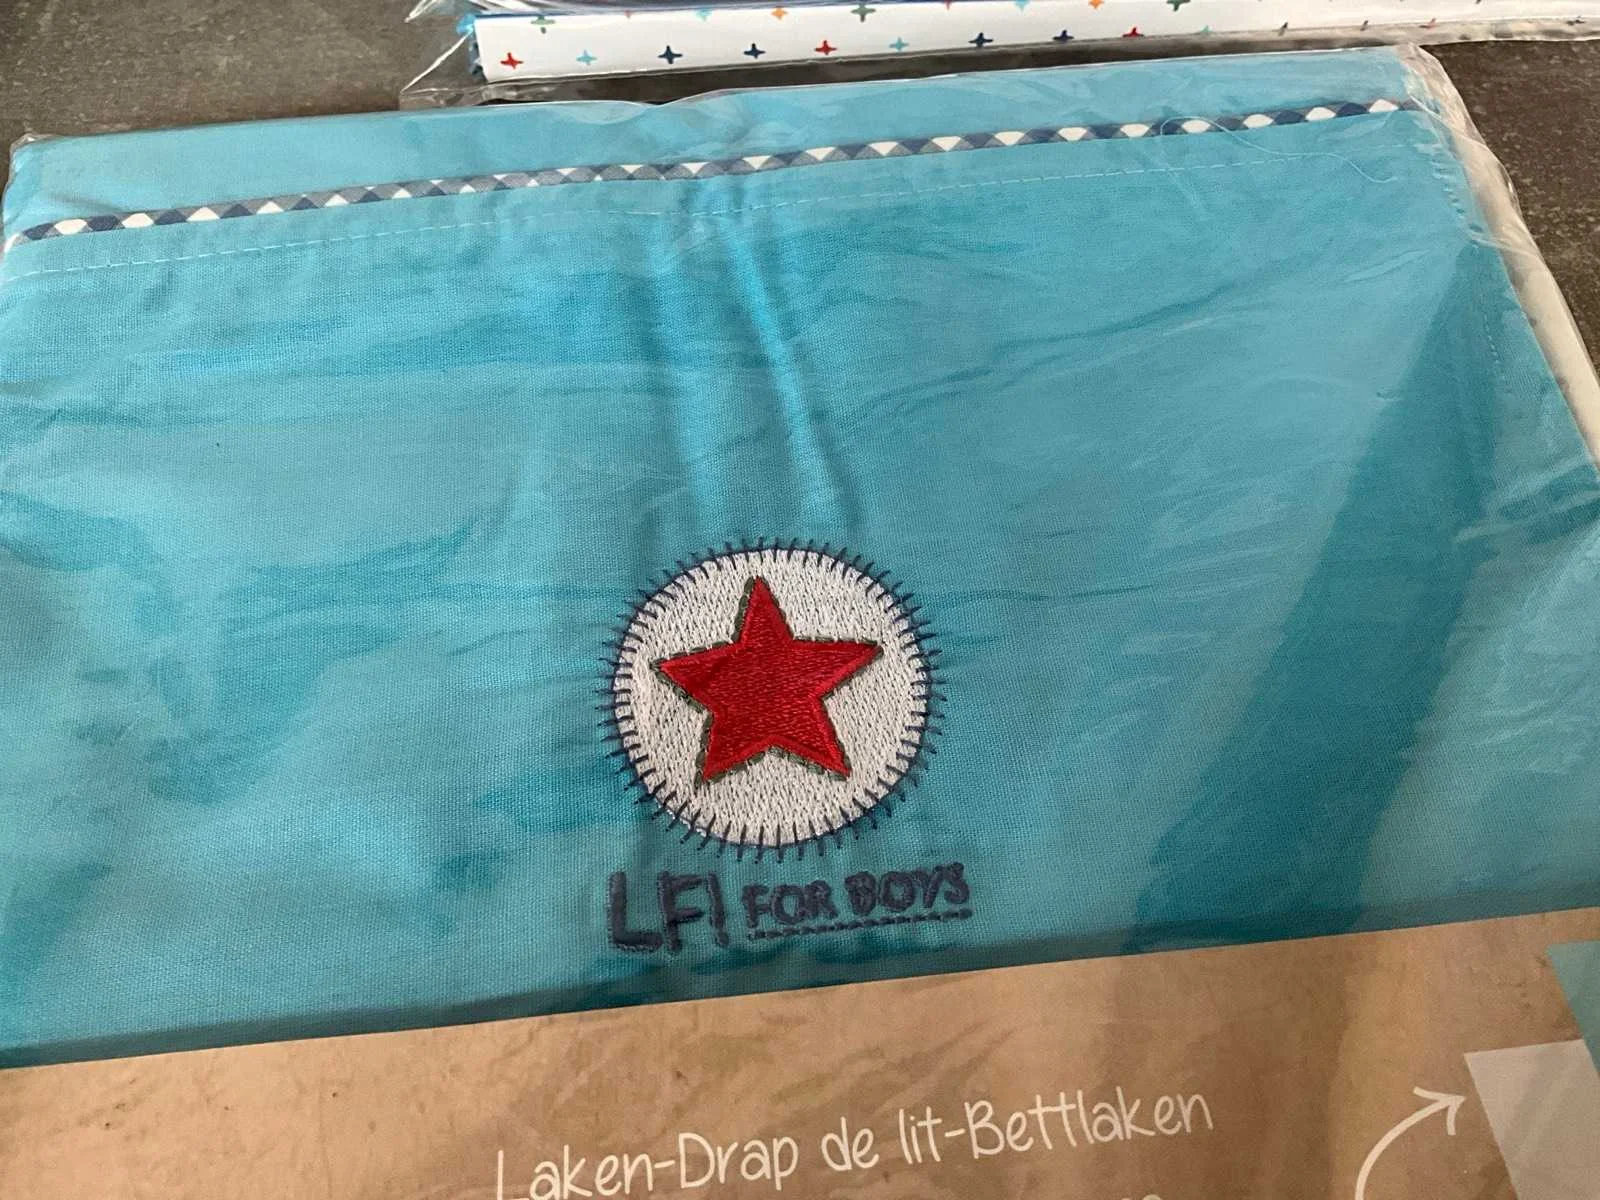 LFI FOR BOYS
Laken-Drap de lit-Bettlaken